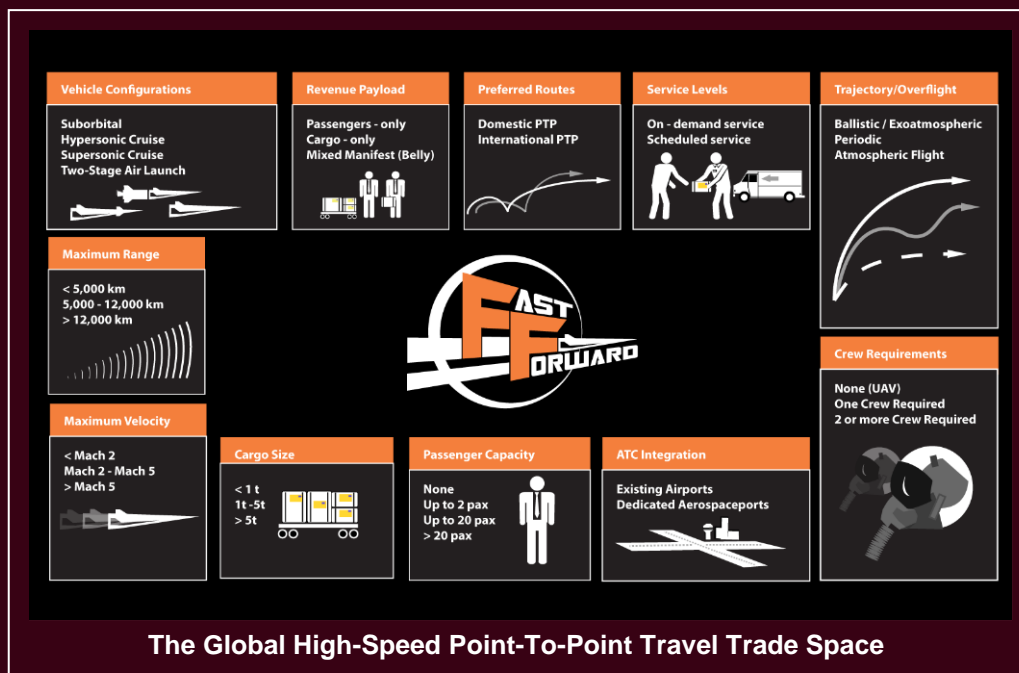 Vehicle Configurations
Suborbital
Hypersonic Cruise
Supersonic Cruise
Two-Stage Air Launch
Revenue Payload
Passengers - only
Cargo - only
Mixed Manifest (Belly)
Preferred Routes
Domestic PTP
International PTP
Service Levels
On - demand service
Scheduled service
Trajectory/Overflight
Ballistic / Exoatmospheric
Periodic
Atmospheric Flight
Maximum Range
< 5,000 km
5,000 - 12,000 km
> 12,000 km
FAST
FORWARD
Crew Requirements
None (UAV)
One Crew Required
2 or more Crew Required
Maximum Velocity
< Mach 2
Mach 2 - Mach 5
> Mach 5
Cargo Size
< 1 t
1t -5t
> 5t
Passenger Capacity
None
Up to 2 pax
Up to 20 pax
> 20 pax
ATC Integration
Existing Airports
Dedicated Aerospaceports
The Global High-Speed Point-To-Point Travel Trade Space